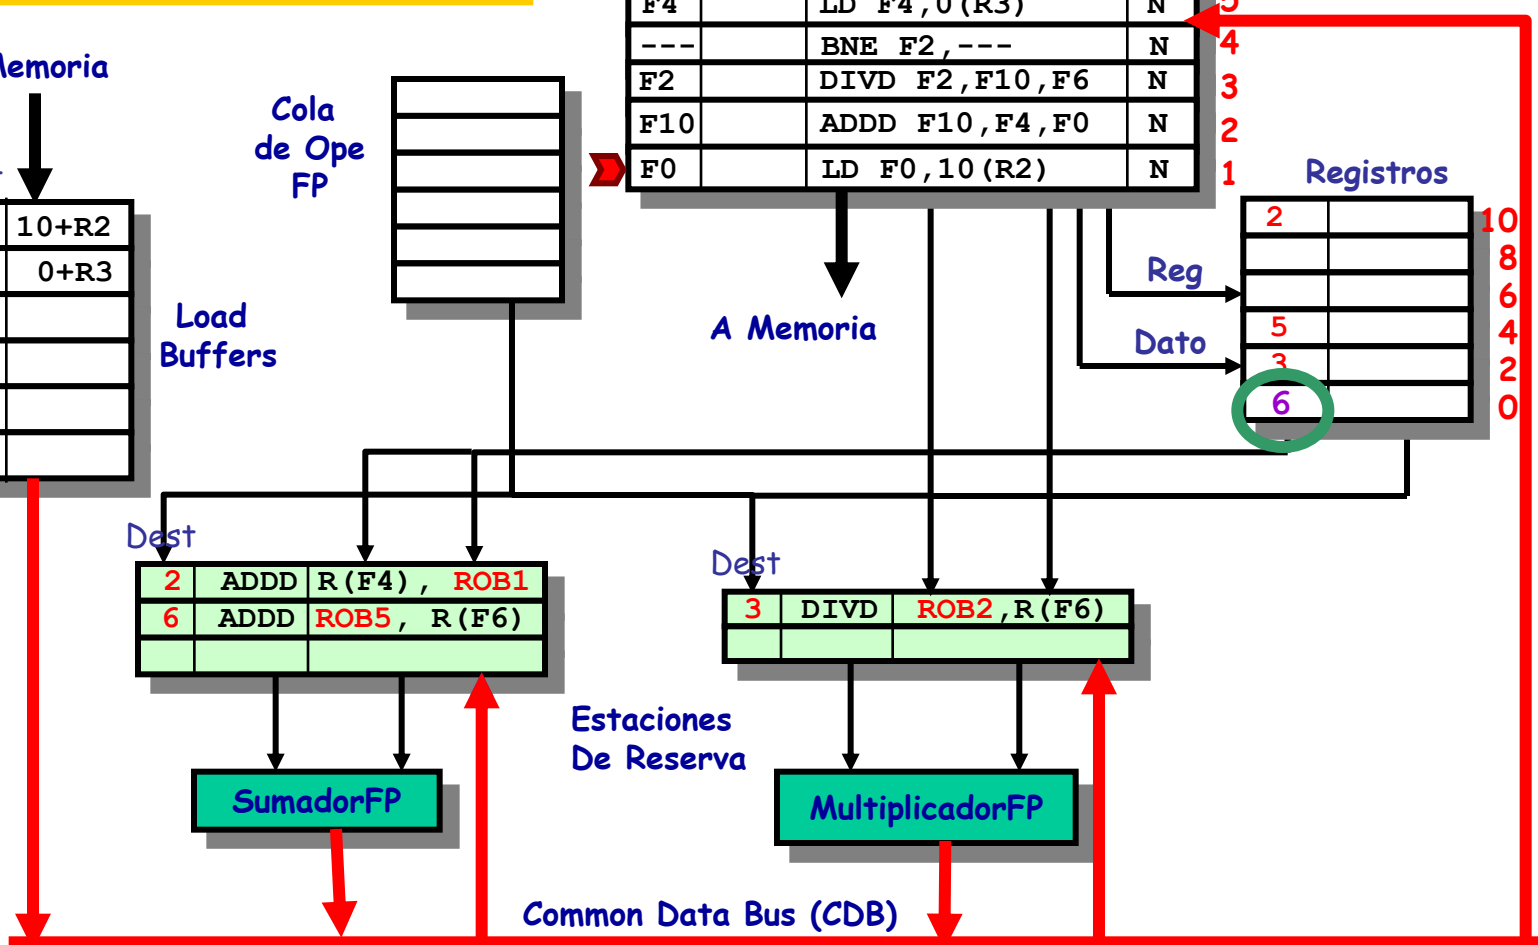 F4 LD F4,0(R3) N 5
--- BNE F2,--- N 4
F2 DIVD F2,F10,F6 N 3
F10 ADDD F10,F4,F0 N 2
F0 LD F0,10(R2) N 1
Memoria
Cola
de Ope
FP
10+R2
0+R3
Load
Buffers
A Memoria
Registros
2 10
8
6
5 4
3 2
6 0
Reg
Dato
Dest
2 ADDD R(F4), ROB1
6 ADDD ROB5, R(F6)
Dest
3 DIVD ROB2,R(F6)
Estaciones
De Reserva
SumadorFP
MultiplicadorFP
Common Data Bus (CDB)